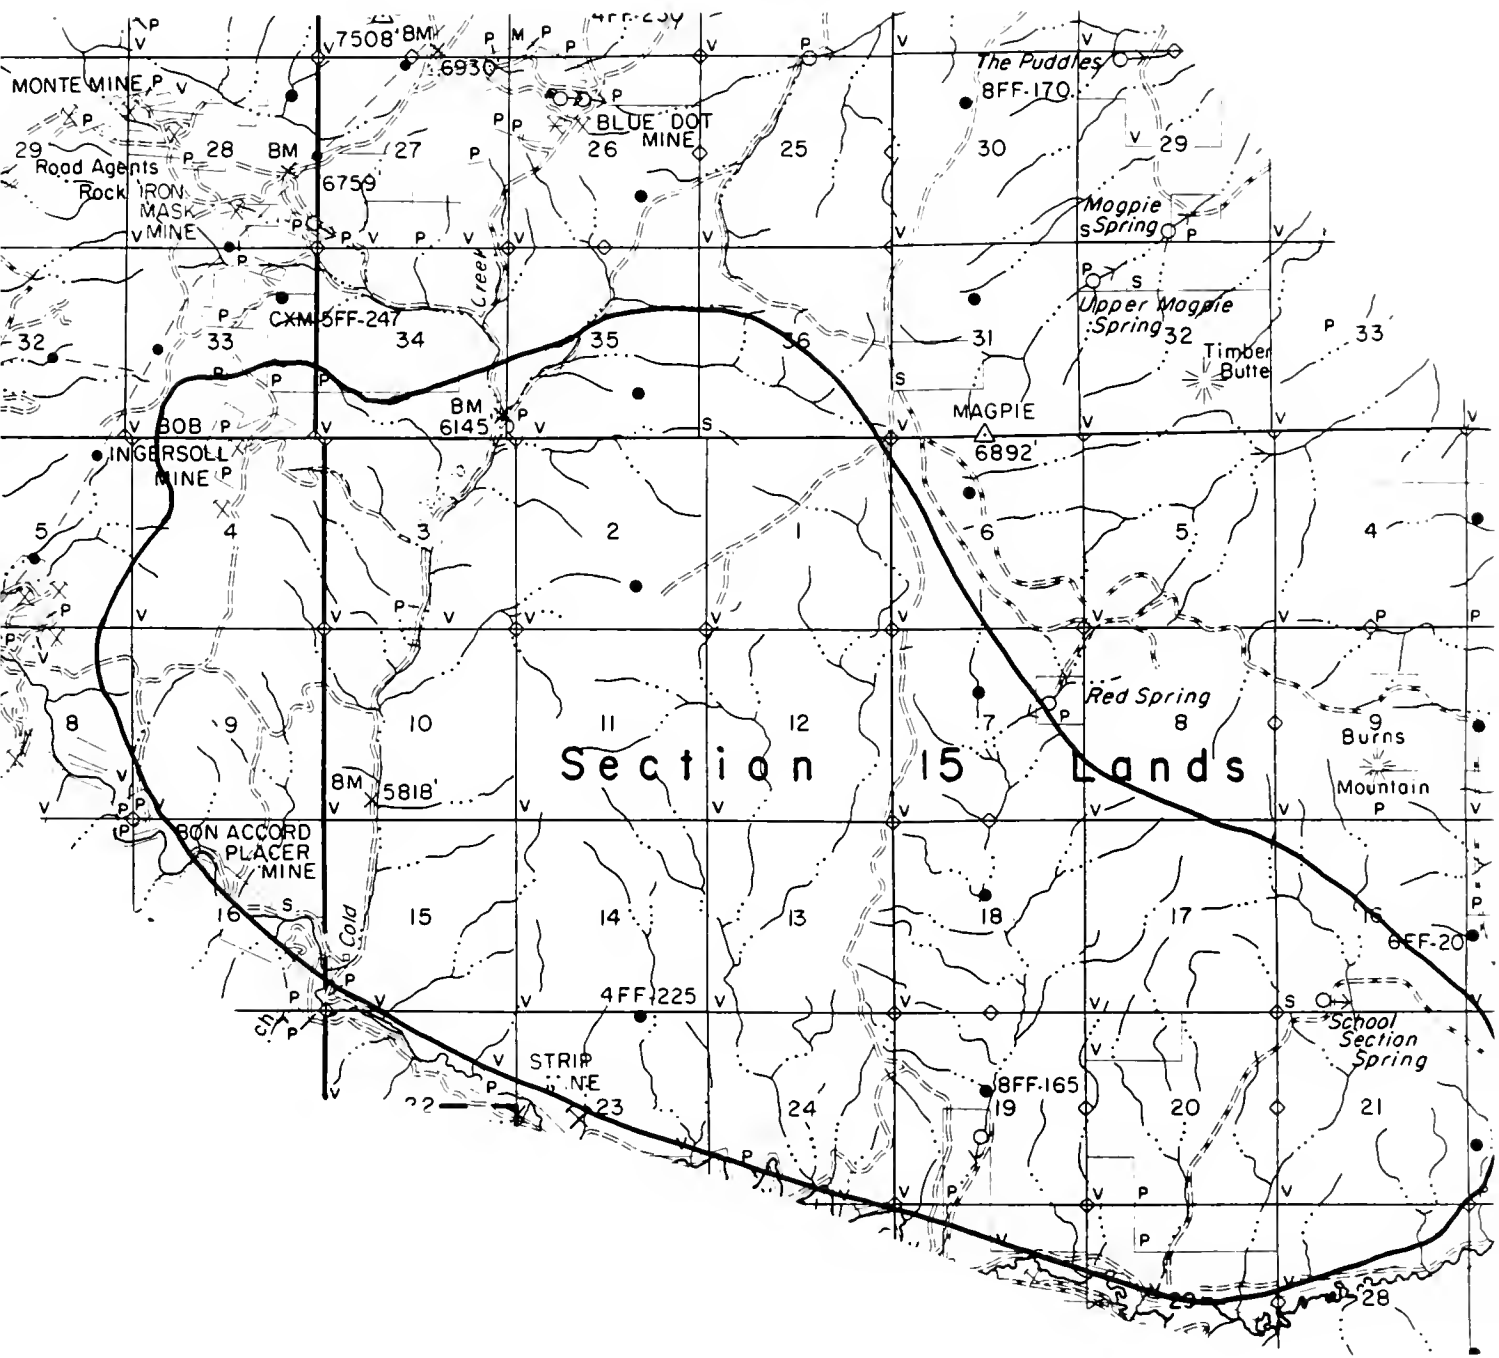 P
V
7508' BM
4FF-230
P M P
P
V
V
P
V
V
6930
The Puddles
8FF-170
MONTE MINE P V
P
P
BLUE DOT
MINE
P P
P
V
29
28
BM
27
26
25
30
29
Road Agents
Rock IRON
MASK
MINE
6759'
P
P
V
P
P V P V V
V
V
Magpie
Spring
S
P
V
Creek
P
P
S
Upper Magpie
Spring
CXM-5FF-247
P
32
33
34
35
36
31
32
P
33
Timber
Butte
P P P
S
BM
6145'
P
V
S
MAGPIE
6892'
V
V
V
V
V
BOB P
INGERSOLL
MINE P
5
4
3
2
1
6
5
4
P
V
V
P
V
V
V
V
V
V
P
P
P
V
Red Spring
P
8
9
10
11
12
7
8
9
Burns
Mountain
P
Section 15 Lands
BM
5818'
V
V
P P
P
V
V
V
V
V
V
V
V
BON ACCORD
PLACER
MINE
16
S
Cold
15
14
13
18
17
16
P
6FF-20
P
P
P
V
V
4FF-225
V
V
V
S
V
School
Section
Spring
Ch
V
STRIP
P
V
8FF-165
V
22
23
24
19
20
21
V
P
V
V
P
V
P
V
P
V
P
V
V
29
28